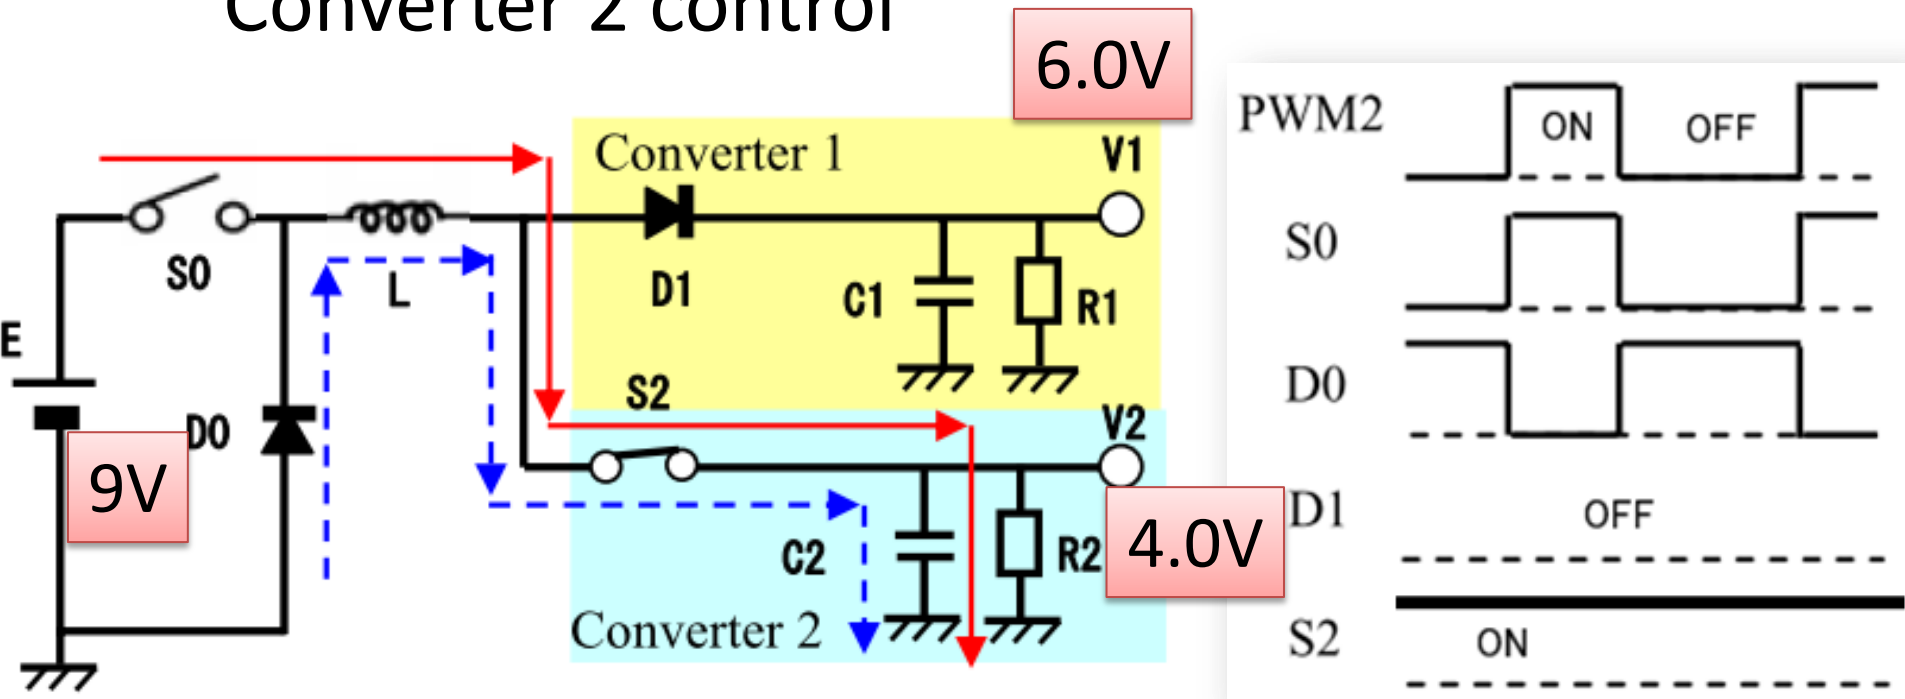 Converter 2 control
6.0V
Converter 1
V1
S0
L
D1
C1
R1
E
D0
9V
S2
V2
C2
R2
4.0V
Converter 2
PWM2
ON
OFF
S0
D0
D1
OFF
S2
ON